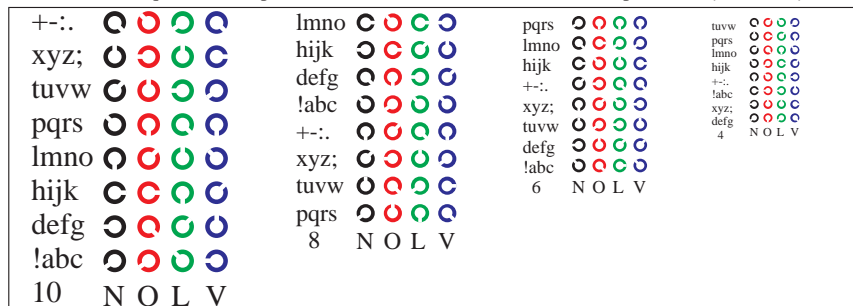 +-:.
xyz;
tuvw
pqrs
lmno
hijk
defg
!abc
10 N O L V
lmno
hijk
defg
!abc
+-:.
xyz;
tuvw
pqrs
8 N O L V
pqrs
lmno
hijk
+-:.
xyz;
tuvw
defg
!abc
6 N O L V
tuvw
pqrs
lmno
hijk
+-:.
!abc
xyz;
defg
4 N O L V